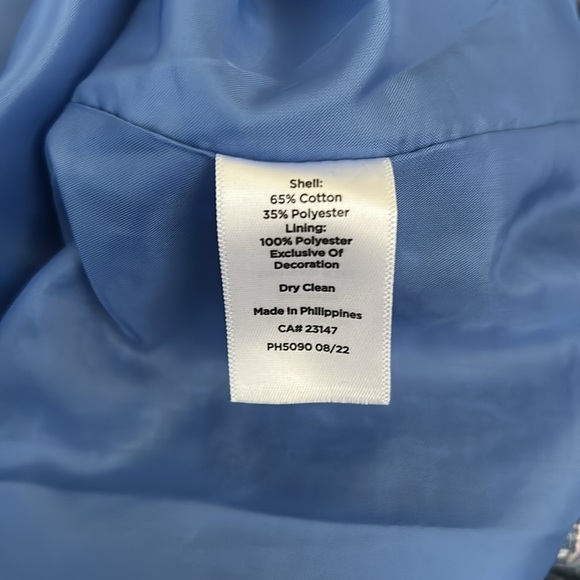 Shell:
65% Cotton
35% Polyester
Lining:
100% Polyester
Exclusive Of
Decoration
Dry Clean
Made In Philippines
CA# 23147
PH5090 08/22